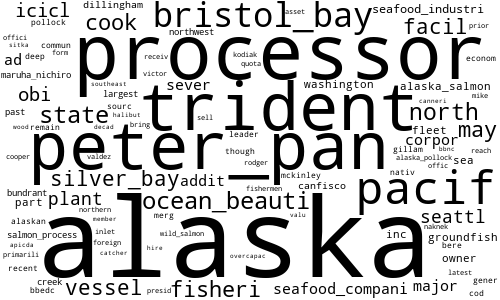 icicl
dillingham
pollock
cook
bristol_bay
asset
seafood_industri
facil
prior
offici
sitka
northwest
commun
ad
deep
form
processor
econom
receiv
kodiak
quota
maruha_nichiro
victor
sever
washington
alaska_salmon
southeast
canneri
mike
obi
largest
sourc
halibut
bring
trident
sell
north
past
state
wood
remain
decad
leader
fleet
may
corpor
cooper
valdez
peter_pan
though
rodger
gillam
bbnc
reach
alaska_pollock
offic
sea
silver_bay
addit
mckinley
canfisco
nativ
fishermen
pacif
bundrant
part
plant
ocean_beauti
northern
member
merg
valu
seattl
alaskan
inlet
naknek
salmon_process
alaska
wild_salmon
inc
groundfish
apicda
foreign
hire
bere
primarili
catcher
overcapac
owner
recent
latest
creek
bbedc
vessel
presid
fisheri
seafood_compani
major
gener
cod